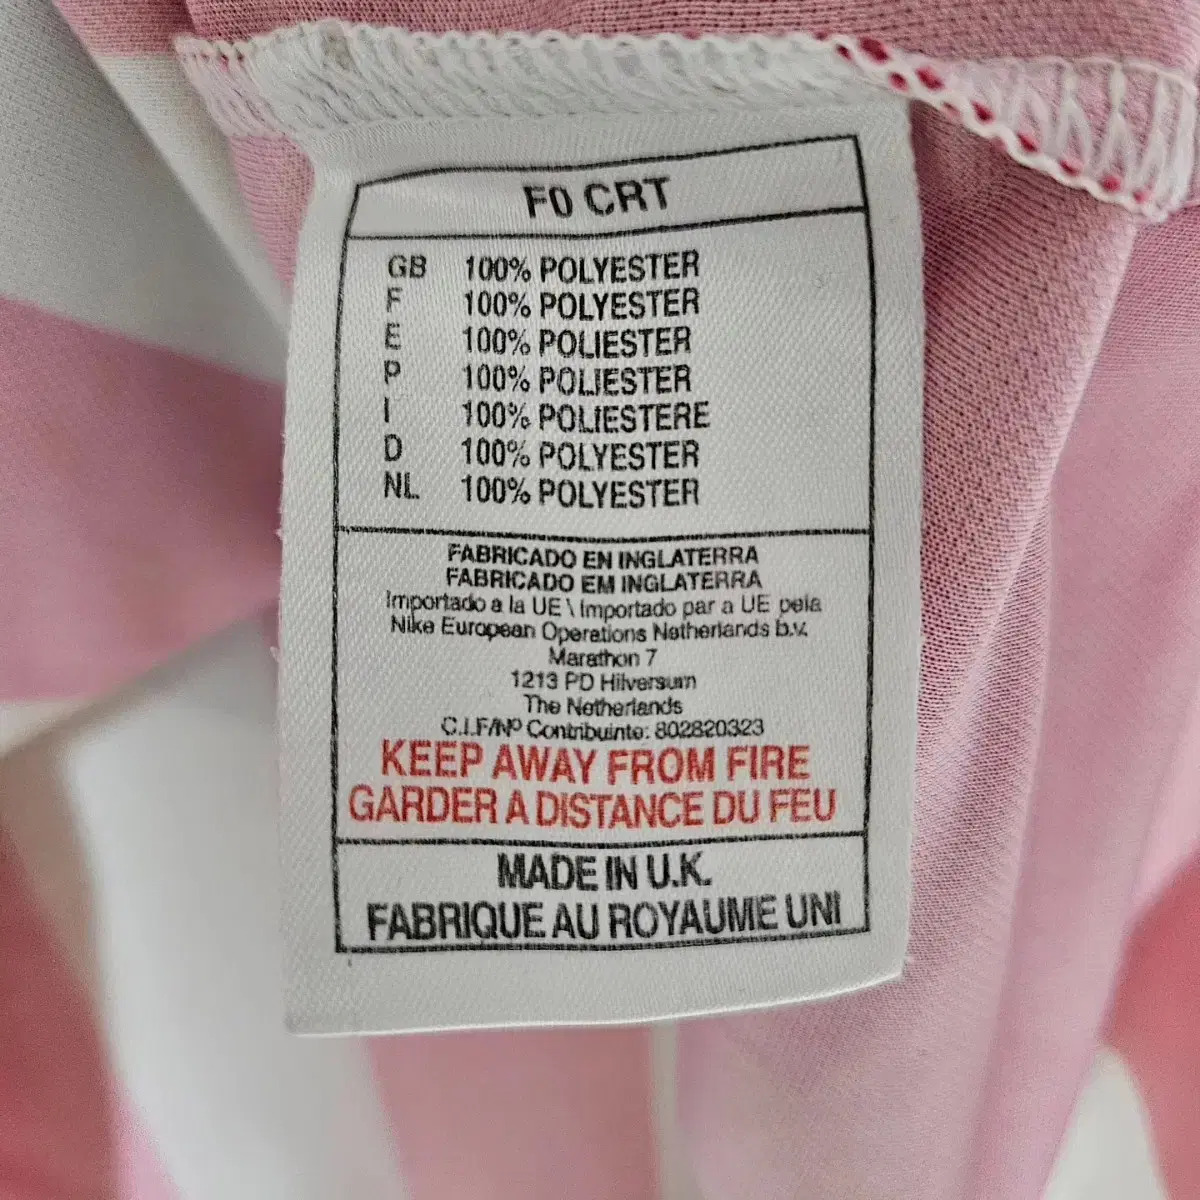 F0 CRT
GB 100% POLYESTER
F 100% POLYESTER
E 100% POLIESTER
P 100% POLIESTER
I 100% POLIESTERE
D 100% POLYESTER
NL 100% POLYESTER
FABRICADO EN INGLATERRA
FABRICADO EM INGLATERRA
Importado a la UE \ Importado par a UE pela
Nike European Operations Netherlands b.v.
Marathon 7
1213 PD Hilversum
The Netherlands
C.I.F/Nº Contribuinte: 802820323
KEEP AWAY FROM FIRE
GARDER A DISTANCE DU FEU
MADE IN U.K.
FABRIQUE AU ROYAUME UNI